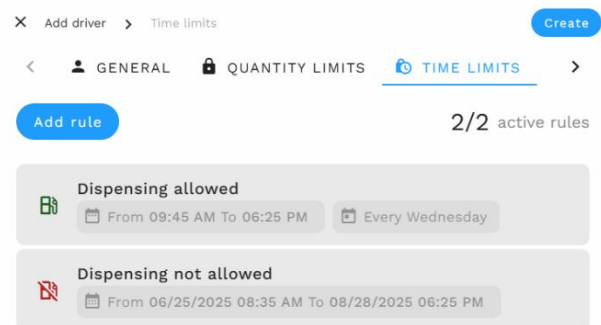 Add driver > Time limits
Create
< GENERAL QUANTITY LIMITS TIME LIMITS >
Add rule
2/2 active rules
Dispensing allowed
From 09:45 AM To 06:25 PM Every Wednesday
Dispensing not allowed
From 06/25/2025 08:35 AM To 08/28/2025 06:25 PM